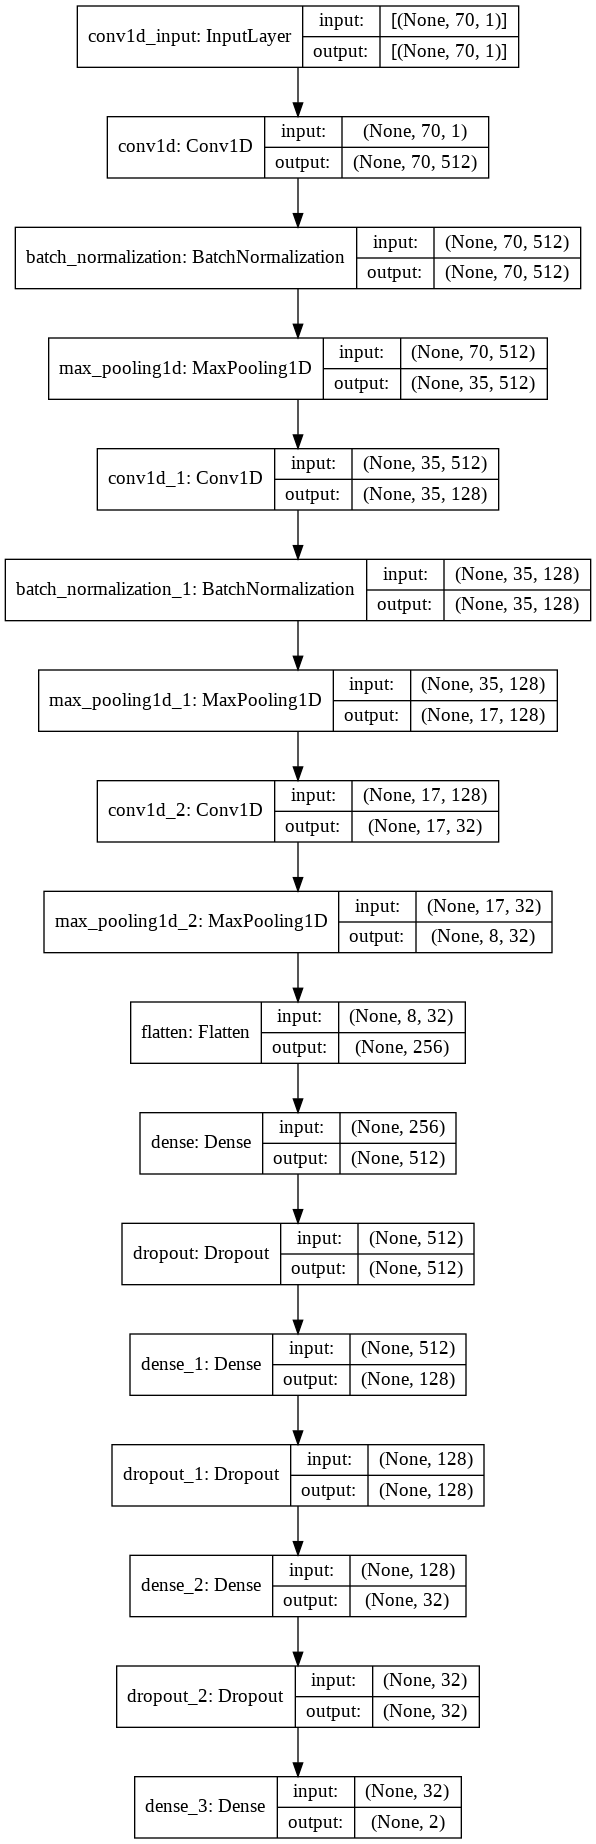 conv1d_input: InputLayer
input: [(None, 70, 1)]
output: [(None, 70, 1)]
conv1d: Conv1D
input: (None, 70, 1)
output: (None, 70, 512)
batch_normalization: BatchNormalization
input: (None, 70, 512)
output: (None, 70, 512)
max_pooling1d: MaxPooling1D
input: (None, 70, 512)
output: (None, 35, 512)
conv1d_1: Conv1D
input: (None, 35, 512)
output: (None, 35, 128)
batch_normalization_1: BatchNormalization
input: (None, 35, 128)
output: (None, 35, 128)
max_pooling1d_1: MaxPooling1D
input: (None, 35, 128)
output: (None, 17, 128)
conv1d_2: Conv1D
input: (None, 17, 128)
output: (None, 17, 32)
max_pooling1d_2: MaxPooling1D
input: (None, 17, 32)
output: (None, 8, 32)
flatten: Flatten
input: (None, 8, 32)
output: (None, 256)
dense: Dense
input: (None, 256)
output: (None, 512)
dropout: Dropout
input: (None, 512)
output: (None, 512)
dense_1: Dense
input: (None, 512)
output: (None, 128)
dropout_1: Dropout
input: (None, 128)
output: (None, 128)
dense_2: Dense
input: (None, 128)
output: (None, 32)
dropout_2: Dropout
input: (None, 32)
output: (None, 32)
dense_3: Dense
input: (None, 32)
output: (None, 2)